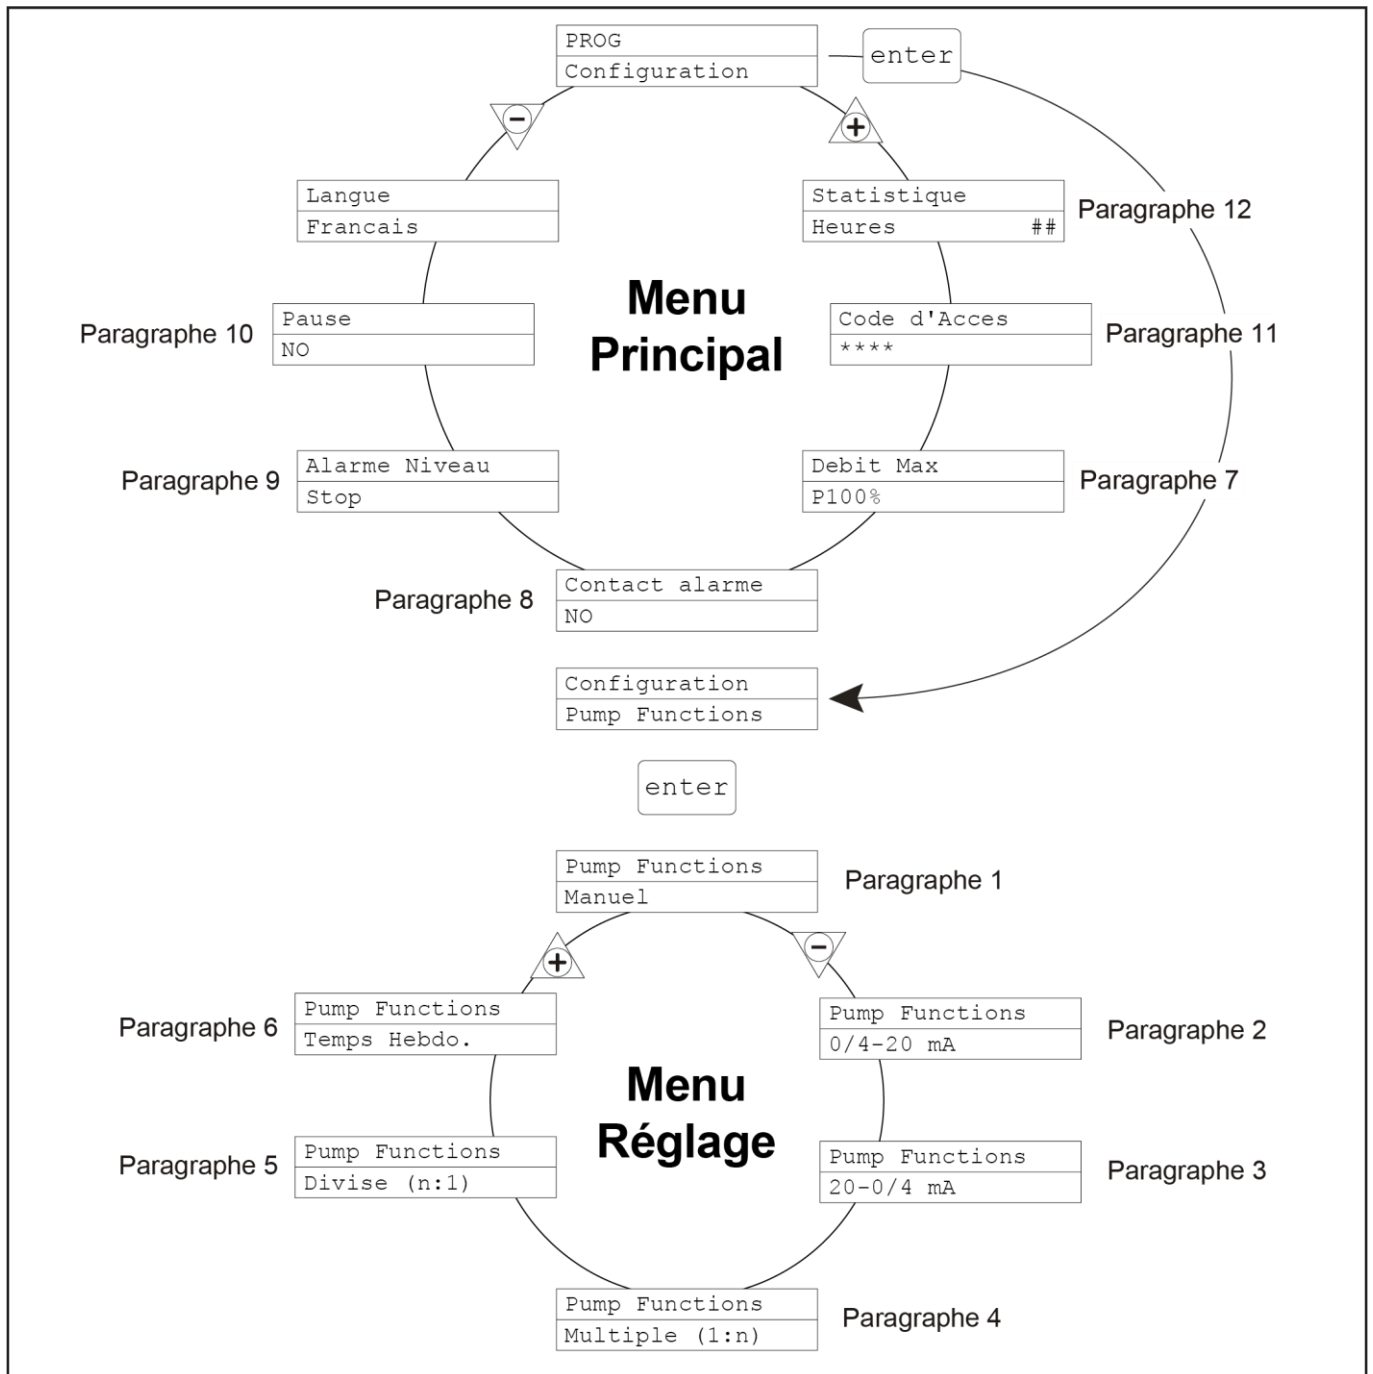 PROG
Configuration
enter
−
+
Langue
Francais
Statistique
Heures ##
Paragraphe 12
Menu
Principal
Paragraphe 10
Pause
NO
Code d'Acces
****
Paragraphe 11
Paragraphe 9
Alarme Niveau
Stop
Debit Max
P100%
Paragraphe 7
Paragraphe 8
Contact alarme
NO
Configuration
Pump Functions
enter
Pump Functions
Manuel
Paragraphe 1
+
−
Paragraphe 6
Pump Functions
Temps Hebdo.
Pump Functions
0/4-20 mA
Paragraphe 2
Menu
Réglage
Paragraphe 5
Pump Functions
Divise (n:1)
Pump Functions
20-0/4 mA
Paragraphe 3
Pump Functions
Multiple (1:n)
Paragraphe 4